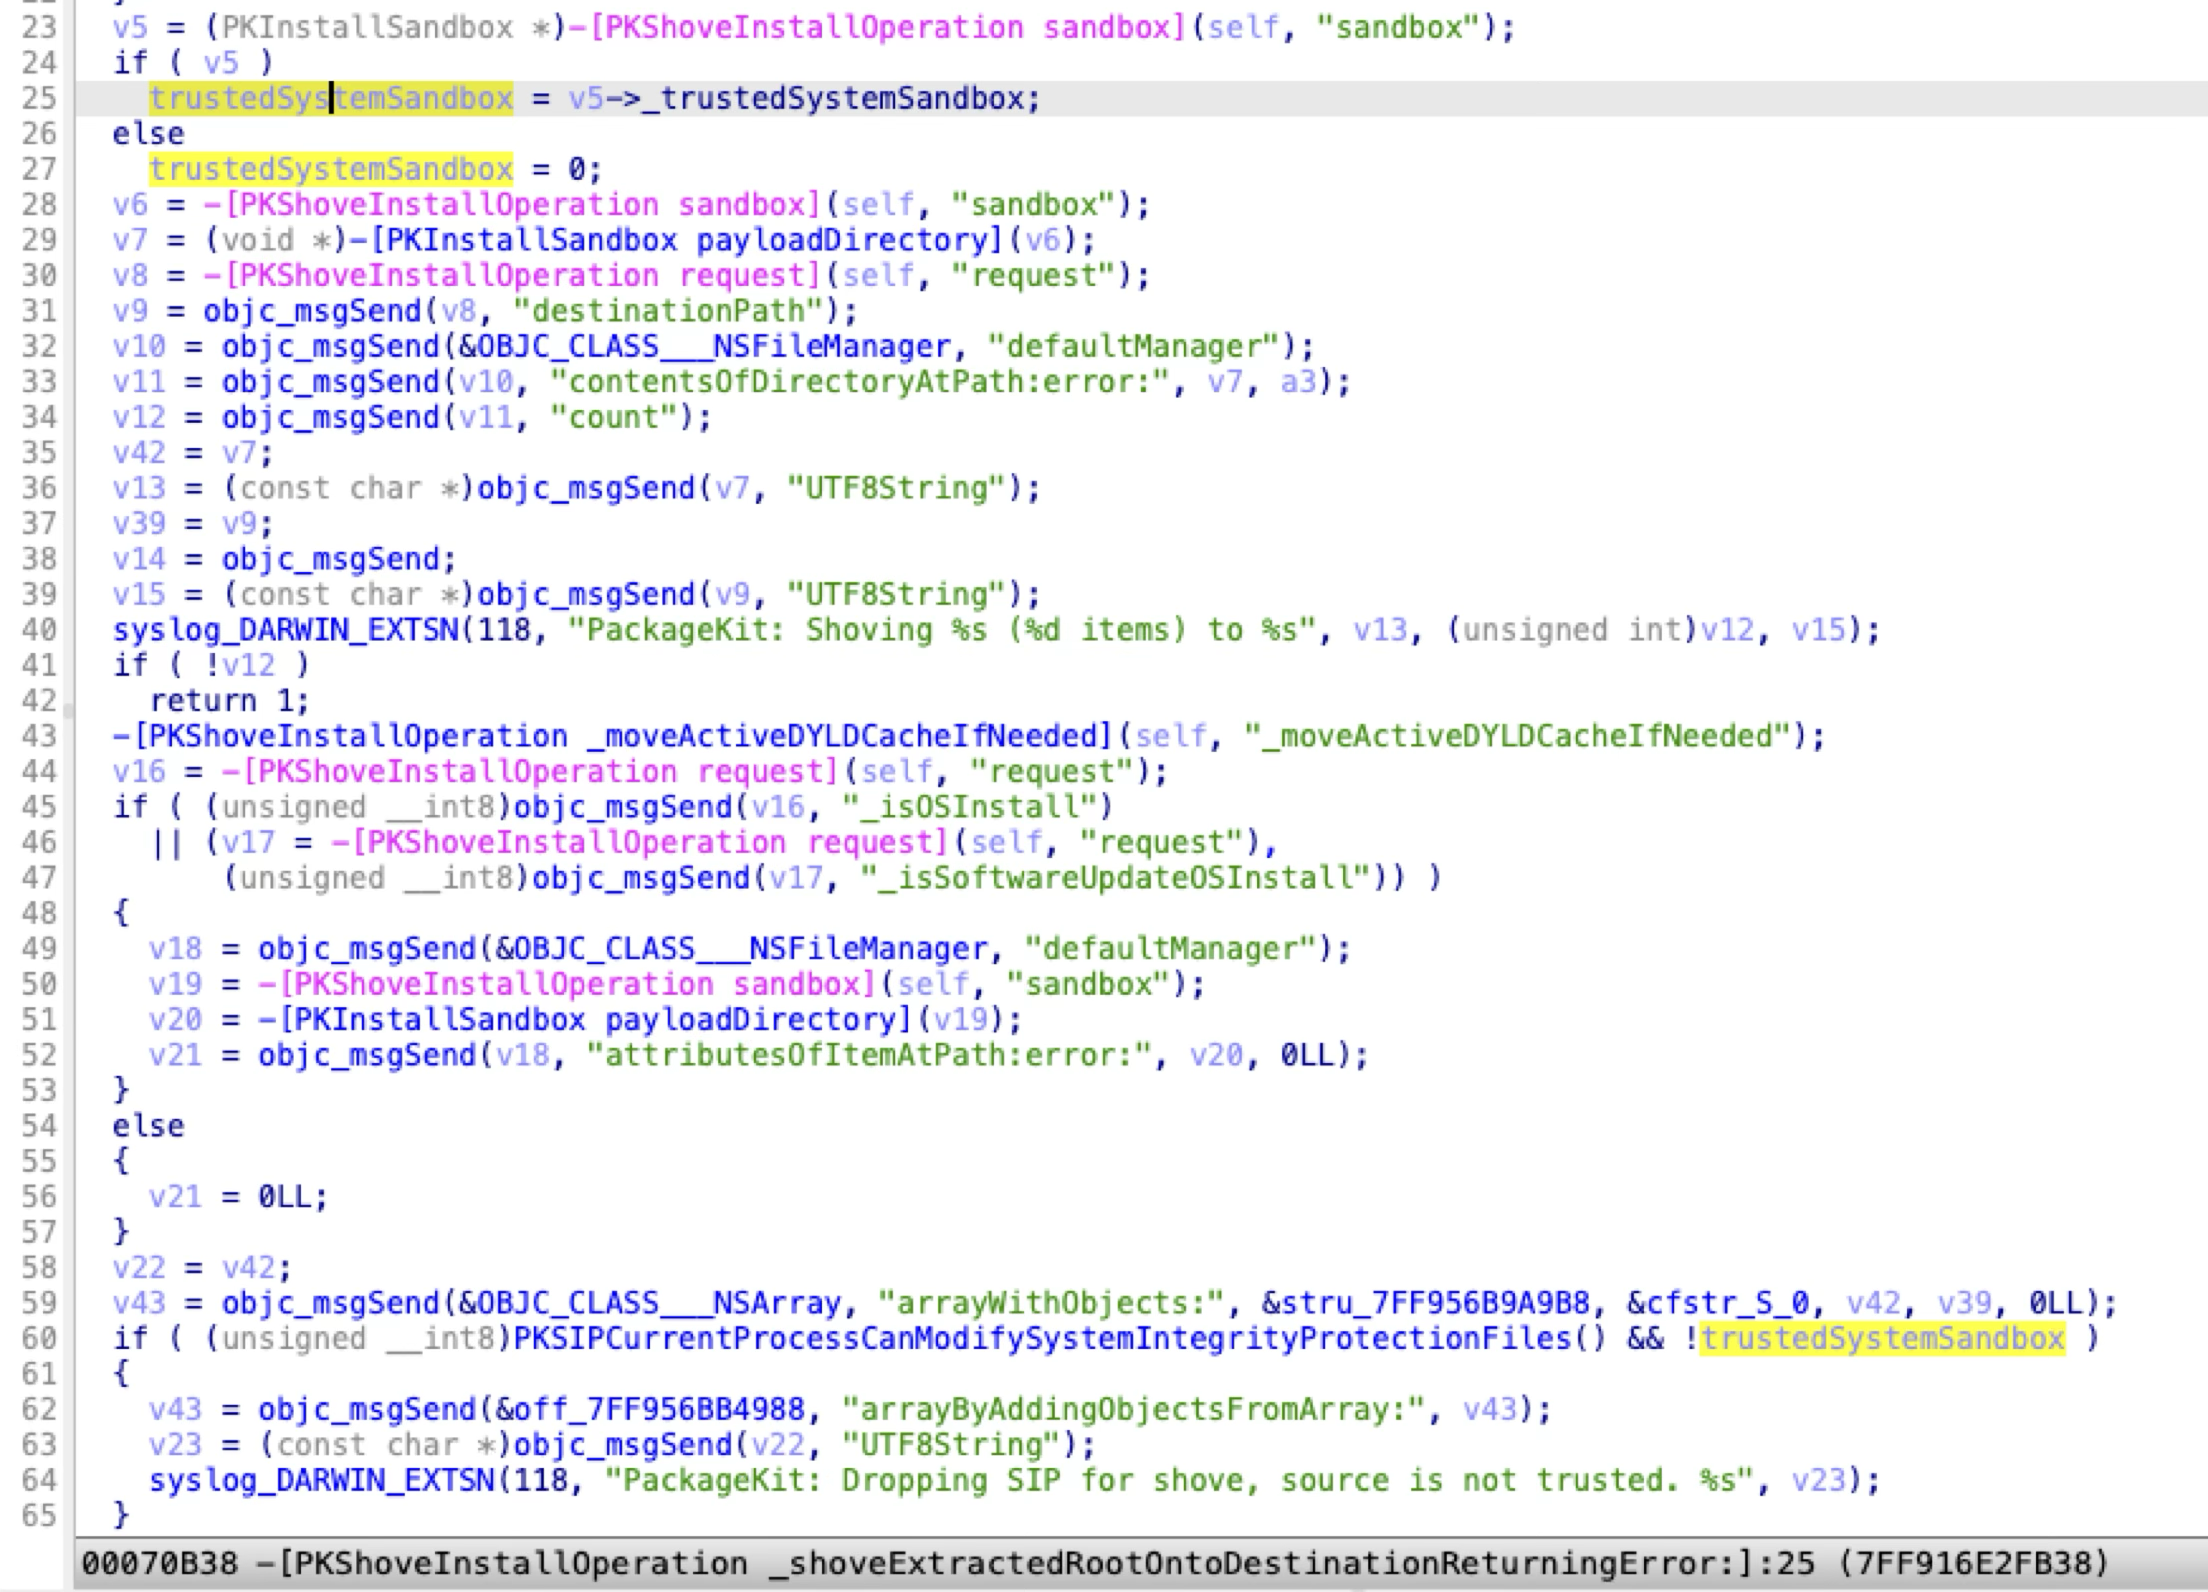 23 v5 = (PKInstallSandbox *)-[PKShoveInstallOperation sandbox](self, "sandbox");
24 if ( v5 )
25 trustedSystemSandbox = v5->_trustedSystemSandbox;
26 else
27 trustedSystemSandbox = 0;
28 v6 = -[PKShoveInstallOperation sandbox](self, "sandbox");
29 v7 = (void *)-[PKInstallSandbox payloadDirectory](v6);
30 v8 = -[PKShoveInstallOperation request](self, "request");
31 v9 = objc_msgSend(v8, "destinationPath");
32 v10 = objc_msgSend(&OBJC_CLASS___NSFileManager, "defaultManager");
33 v11 = objc_msgSend(v10, "contentsOfDirectoryAtPath:error:", v7, a3);
34 v12 = objc_msgSend(v11, "count");
35 v42 = v7;
36 v13 = (const char *)objc_msgSend(v7, "UTF8String");
37 v39 = v9;
38 v14 = objc_msgSend;
39 v15 = (const char *)objc_msgSend(v9, "UTF8String");
40 syslog_DARWIN_EXTSN(118, "PackageKit: Shoving %s (%d items) to %s", v13, (unsigned int)v12, v15);
41 if ( !v12 )
42 return 1;
43 -[PKShoveInstallOperation _moveActiveDYLDCacheIfNeeded](self, "_moveActiveDYLDCacheIfNeeded");
44 v16 = -[PKShoveInstallOperation request](self, "request");
45 if ( (unsigned __int8)objc_msgSend(v16, "_isOSInstall")
46 || (v17 = -[PKShoveInstallOperation request](self, "request"),
47 (unsigned __int8)objc_msgSend(v17, "_isSoftwareUpdateOSInstall")) )
48 {
49 v18 = objc_msgSend(&OBJC_CLASS___NSFileManager, "defaultManager");
50 v19 = -[PKShoveInstallOperation sandbox](self, "sandbox");
51 v20 = -[PKInstallSandbox payloadDirectory](v19);
52 v21 = objc_msgSend(v18, "attributesOfItemAtPath:error:", v20, 0LL);
53 }
54 else
55 {
56 v21 = 0LL;
57 }
58 v22 = v42;
59 v43 = objc_msgSend(&OBJC_CLASS___NSArray, "arrayWithObjects:", &stru_7FF956B9A9B8, &cfstr_S_0, v42, v39, 0LL);
60 if ( (unsigned __int8)PKSIPCurrentProcessCanModifySystemIntegrityProtectionFiles() && !trustedSystemSandbox )
61 {
62 v43 = objc_msgSend(&off_7FF956BB4988, "arrayByAddingObjectsFromArray:", v43);
63 v23 = (const char *)objc_msgSend(v22, "UTF8String");
64 syslog_DARWIN_EXTSN(118, "PackageKit: Dropping SIP for shove, source is not trusted. %s", v23);
65 }
00070B38 -[PKShoveInstallOperation _shoveExtractedRootOntoDestinationReturningError:]:25 (7FF916E2FB38)